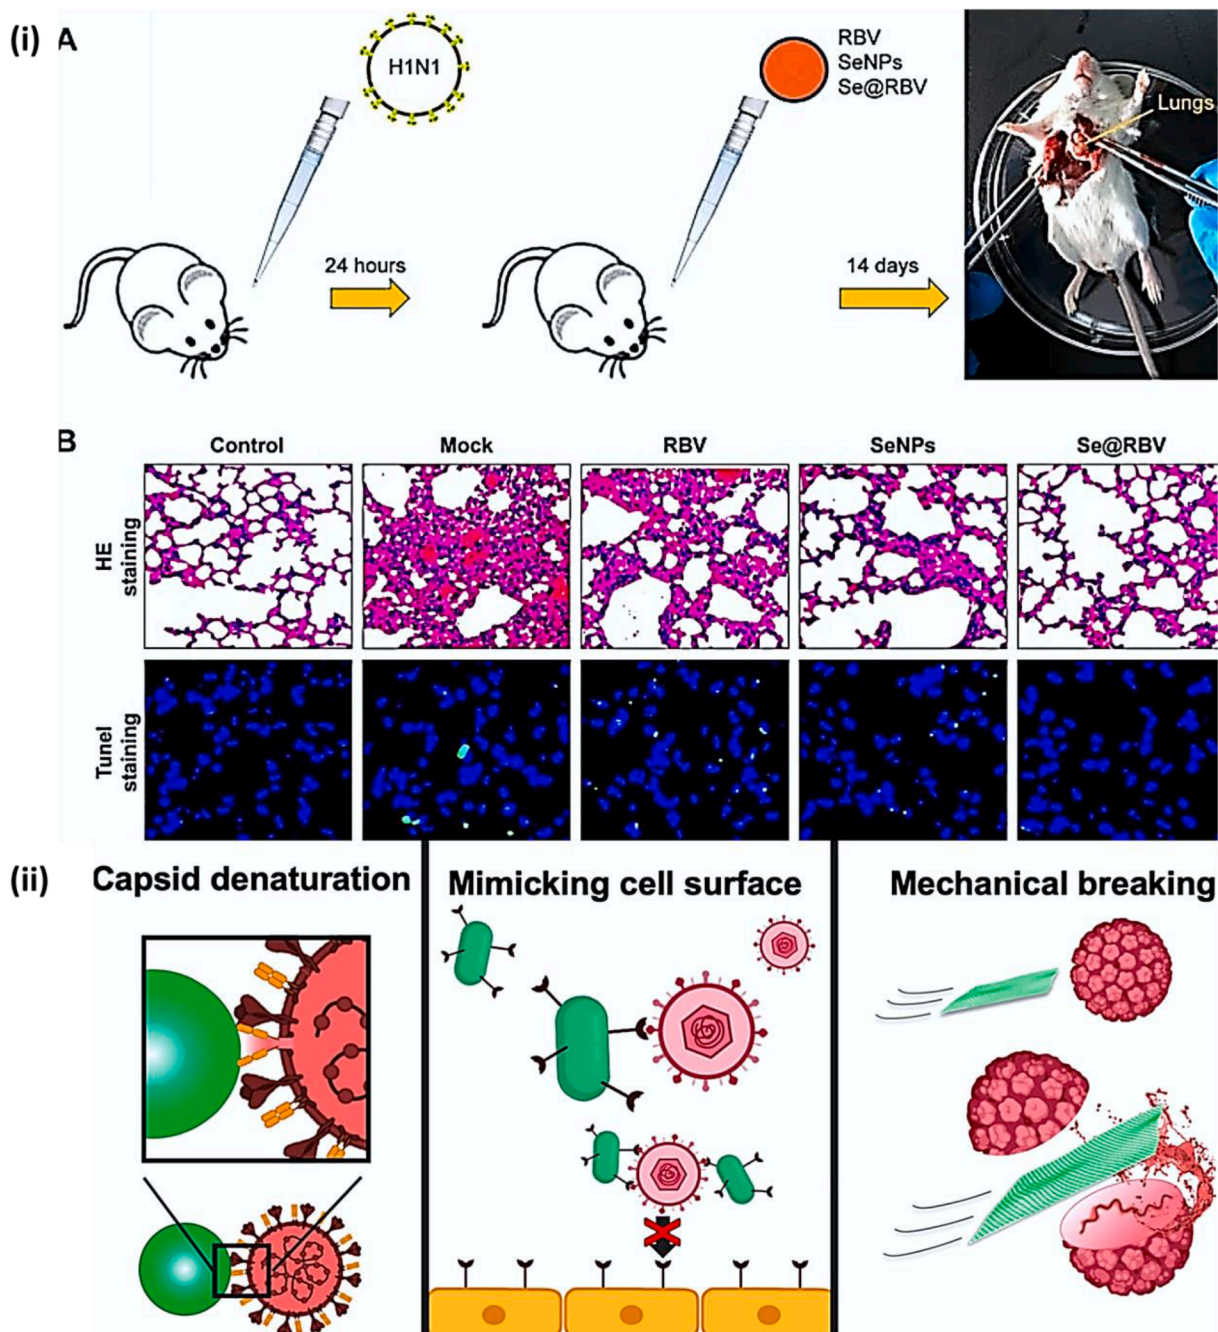 (i) A
H1N1
RBV
SeNPs
Se@RBV
Lungs
24 hours
14 days
B
Control Mock RBV SeNPs Se@RBV
HE
staining
Tunel
staining
(ii) Capsid denaturation Mimicking cell surface Mechanical breaking